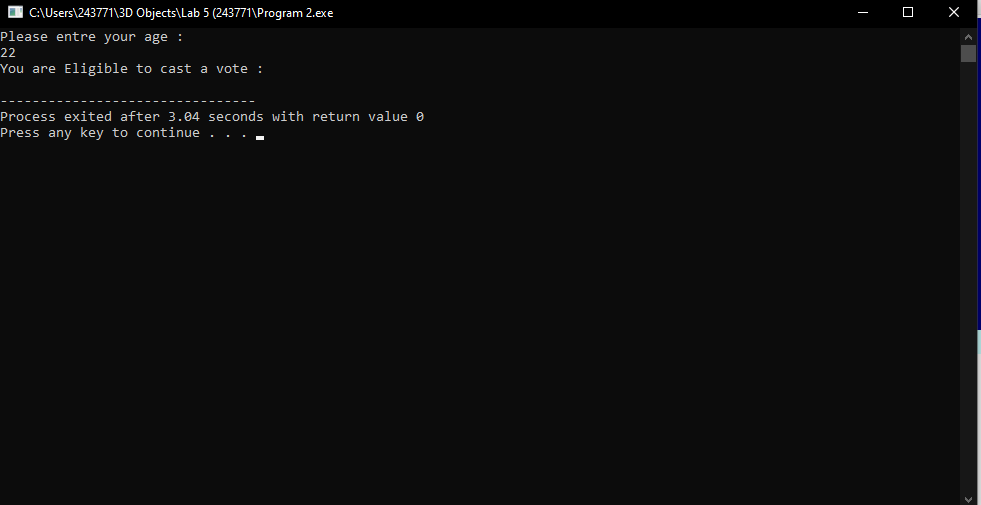 C:\Users\243771\3D Objects\Lab 5 (243771\Program 2.exe
Please entre your age :
22
You are Eligible to cast a vote :
--------------------------------
Process exited after 3.04 seconds with return value 0
Press any key to continue . . .